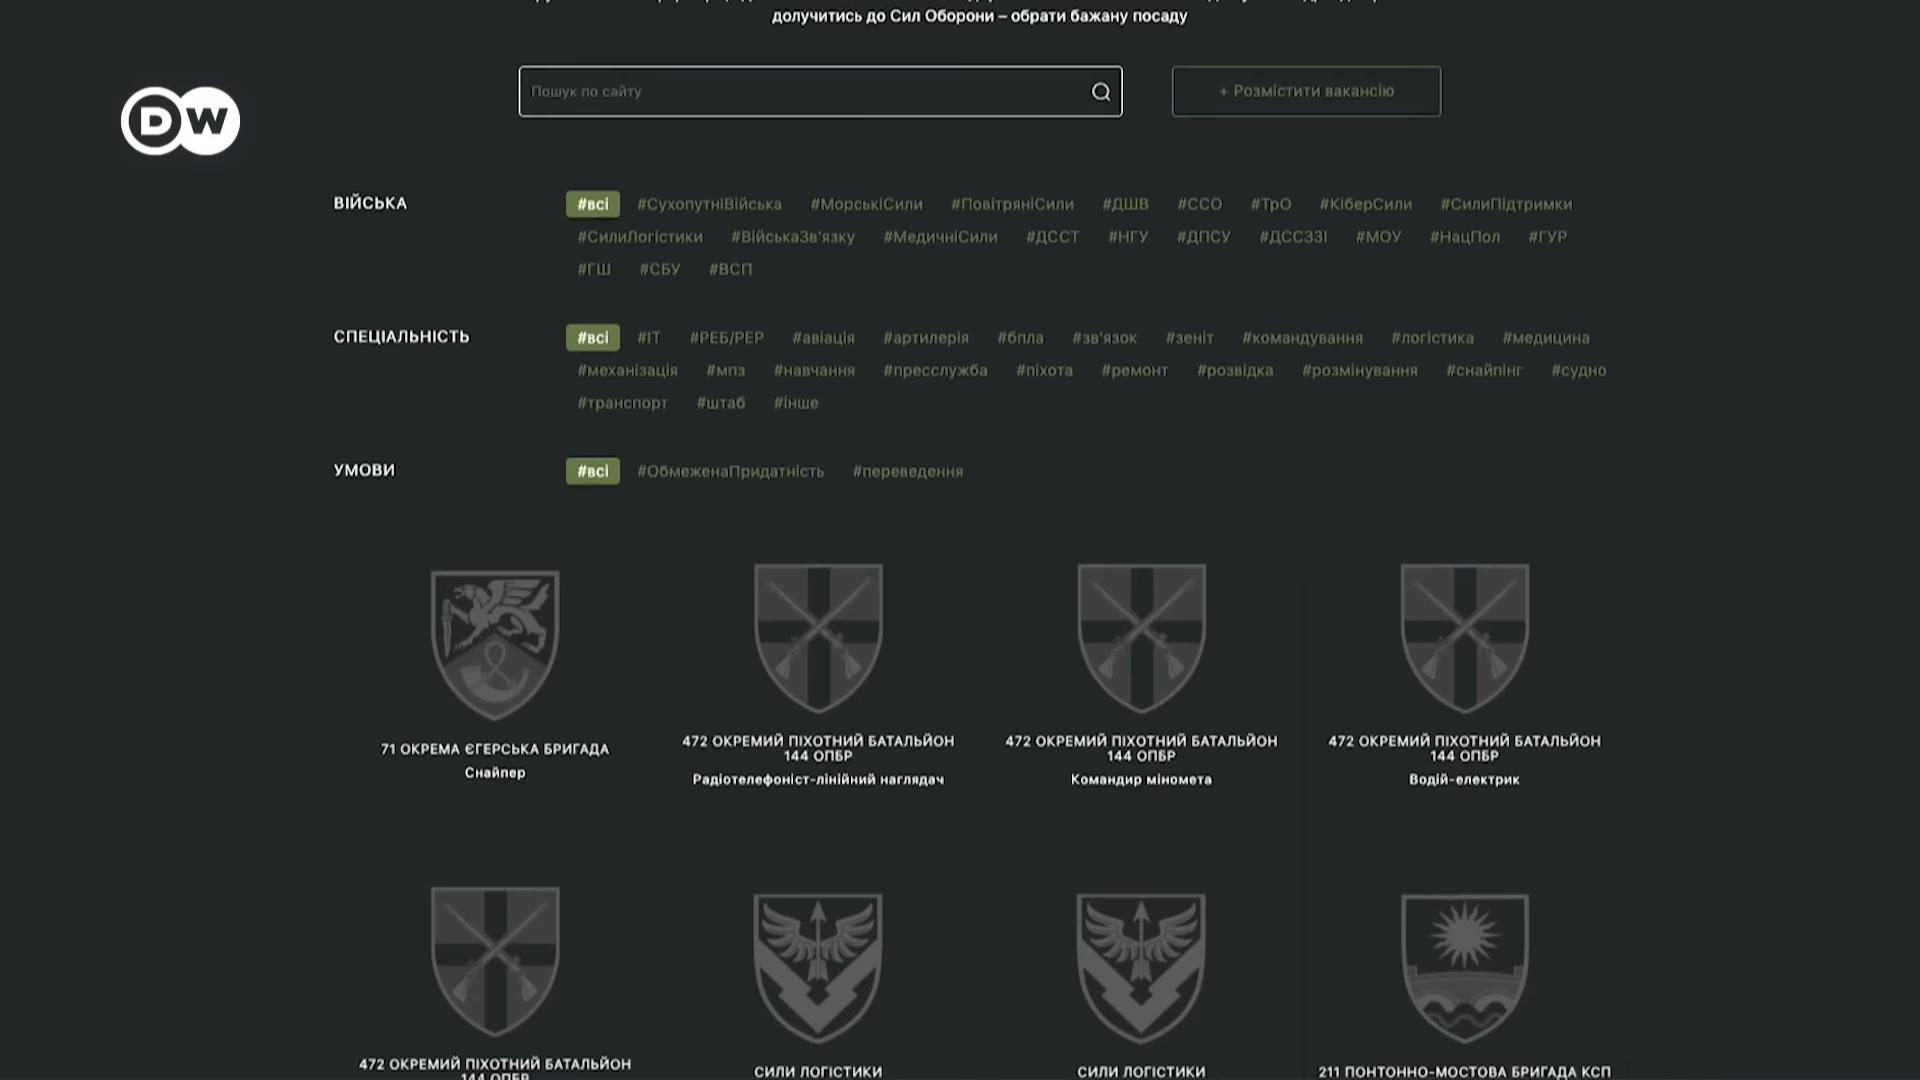 долучитись до Сил Оборони – обрати бажану посаду
Пошук по сайту
+ Розмістити вакансію
DW
ВІЙСЬКА
#всі #СухопутніВійська #МорськіСили #ПовітряніСили #ДШВ #ССО #ТрО #КіберСили #СилиПідтримки
#СилиЛогістики #ВійськаЗв'язку #МедичніСили #ДССТ #НГУ #ДПСУ #ДССЗЗІ #МОУ #НацПол #ГУР
#ГШ #СБУ #ВСП
СПЕЦІАЛЬНІСТЬ
#всі #ІТ #РЕБ/РЕР #авіація #артилерія #бпла #зв'язок #зеніт #командування #логістика #медицина
#механізація #мпз #навчання #пресслужба #піхота #ремонт #розвідка #розмінування #снайпінг #судно
#транспорт #штаб #інше
УМОВИ
#всі #ОбмеженаПридатність #переведення
71 ОКРЕМА ЄГЕРСЬКА БРИГАДА
Снайпер
472 ОКРЕМИЙ ПІХОТНИЙ БАТАЛЬЙОН
144 ОПБР
Радіотелефоніст-лінійний наглядач
472 ОКРЕМИЙ ПІХОТНИЙ БАТАЛЬЙОН
144 ОПБР
Командир міномета
472 ОКРЕМИЙ ПІХОТНИЙ БАТАЛЬЙОН
144 ОПБР
Водій-електрик
472 ОКРЕМИЙ ПІХОТНИЙ БАТАЛЬЙОН
144 ОПБР
СИЛИ ЛОГІСТИКИ
СИЛИ ЛОГІСТИКИ
211 ПОНТОННО-МОСТОВА БРИГАДА КСП